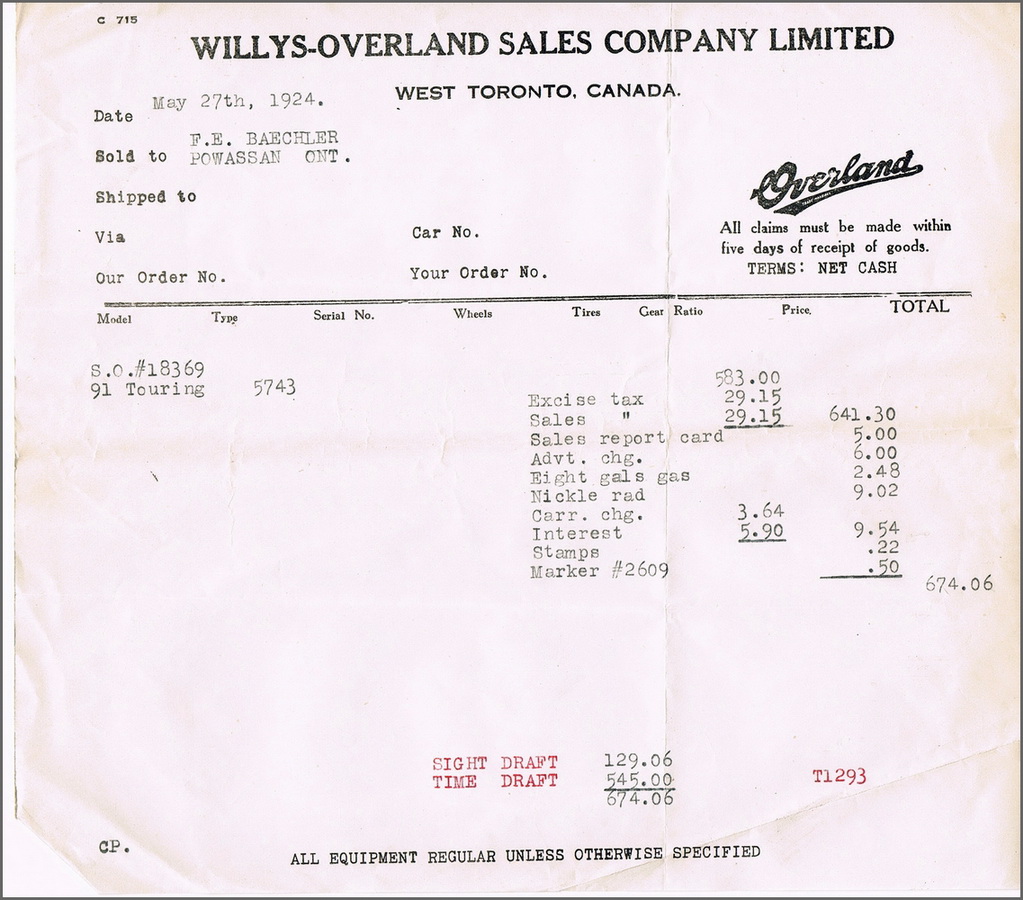 C 715
WILLYS-OVERLAND SALES COMPANY LIMITED
WEST TORONTO, CANADA.
Date May 27th, 1924.
Sold to F.E. BAECHLER
POWASSAN ONT.
Shipped to
Via
Car No.
Our Order No.
Your Order No.
Overland
All claims must be made within
five days of receipt of goods.
TERMS: NET CASH
Model Type Serial No. Wheels Tires Gear Ratio Price, TOTAL
S.O.#18369
91 Touring 5743
583.00
Excise tax 29.15
Sales " 29.15 641.30
Sales report card 5.00
Advt. chg. 6.00
Eight gals gas 2.48
Nickle rad 9.02
Carr. chg. 3.64
Interest 5.90 9.54
Stamps .22
Marker #2609 .50
674.06
SIGHT DRAFT 129.06
TIME DRAFT 545.00
674.06
T1293
CP.
ALL EQUIPMENT REGULAR UNLESS OTHERWISE SPECIFIED